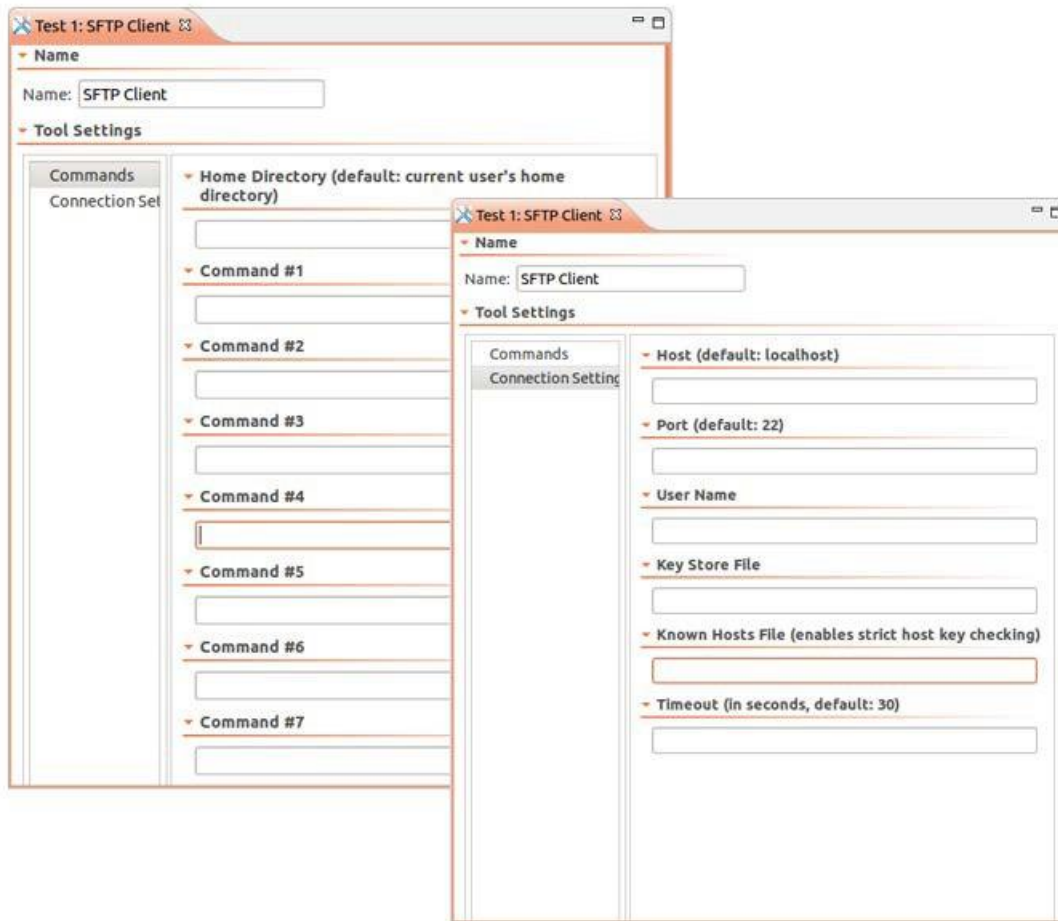 Test 1: SFTP Client
Name
Name: SFTP Client
Tool Settings
Commands
Connection Set
Home Directory (default: current user's home
directory)
Command #1
Command #2
Command #3
Command #4
Command #5
Command #6
Command #7
Test 1: SFTP Client
Name
Name: SFTP Client
Tool Settings
Commands
Connection Setting
Host (default: localhost)
Port (default: 22)
User Name
Key Store File
Known Hosts File (enables strict host key checking)
Timeout (in seconds, default: 30)